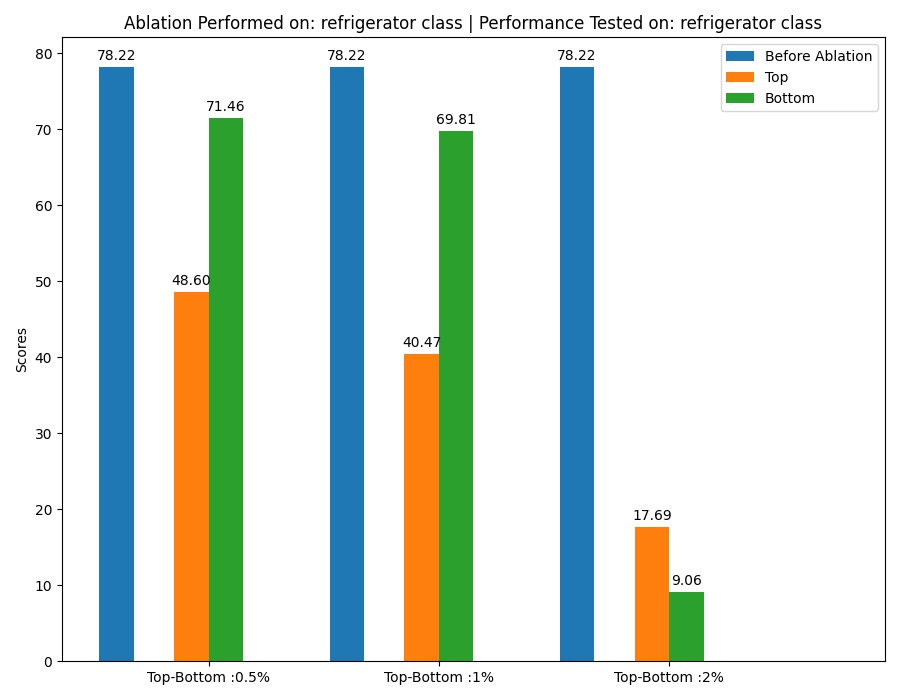 Ablation Performed on: refrigerator class | Performance Tested on: refrigerator class
Scores
80
70
60
50
40
30
20
10
0
78.22
48.60
71.46
78.22
40.47
69.81
78.22
17.69
9.06
Before Ablation
Top
Bottom
Top-Bottom :0.5%
Top-Bottom :1%
Top-Bottom :2%